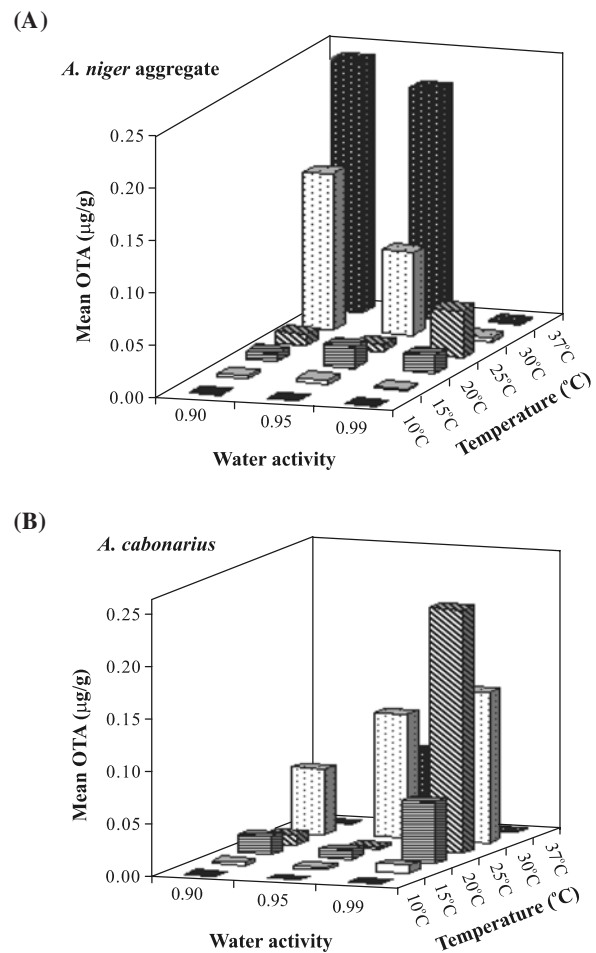 (A)
A. niger aggregate
0.25
0.20
0.15
0.10
0.05
0.00
Mean OTA (μg/g)
0.90
0.95
0.99
Water activity
10°C
15°C
20°C
25°C
30°C
37°C
Temperature (°C)
(B)
A. cabonarius
0.25
0.20
0.15
0.10
0.05
0.00
Mean OTA (μg/g)
0.90
0.95
0.99
Water activity
10°C
15°C
20°C
25°C
30°C
37°C
Temperature (°C)